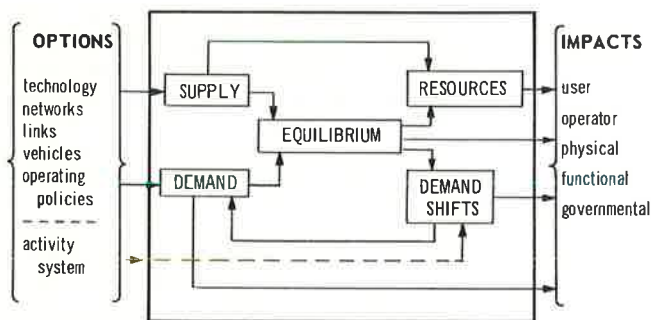 OPTIONS
technology
networks
links
vehicles
operating
policies
activity
system
SUPPLY
DEMAND
EQUILIBRIUM
RESOURCES
DEMAND
SHIFTS
IMPACTS
user
operator
physical
functional
governmental